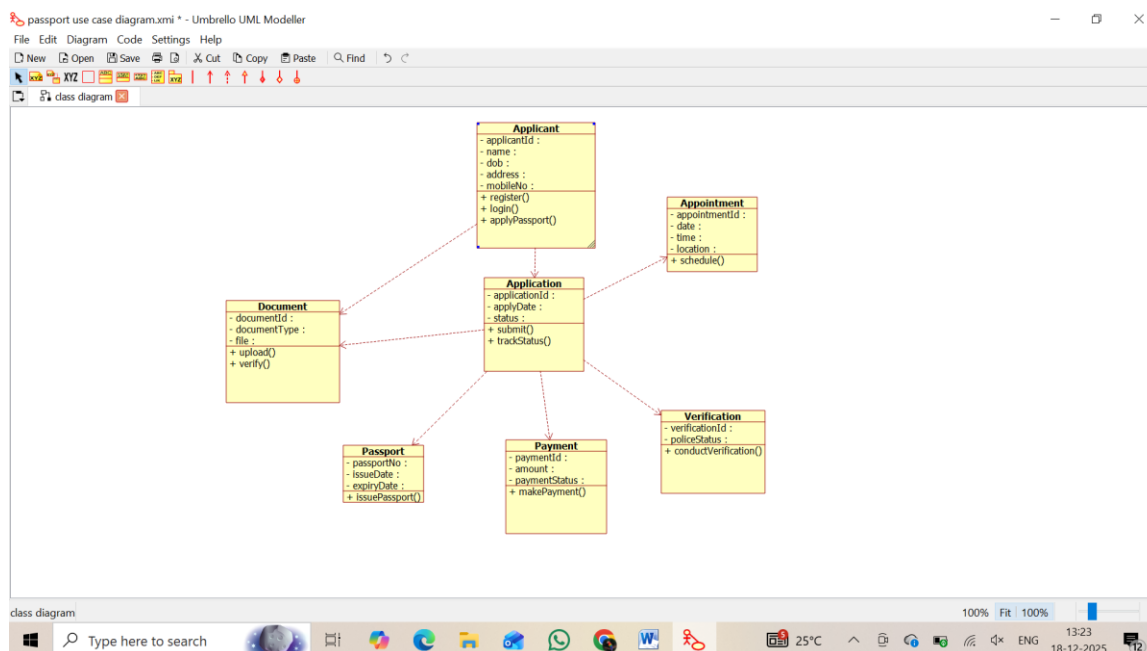 passport use case diagram.xmi * - Umbrello UML Modeller
File Edit Diagram Code Settings Help
New Open Save Cut Copy Paste Find
XYZ
class diagram
Applicant
- applicantId :
- name :
- dob :
- address :
- mobileNo :
+ register()
+ login()
+ applyPassport()
Appointment
- appointmentId :
- date :
- time :
- location :
+ schedule()
Application
- applicationId :
- applyDate :
- status :
+ submit()
+ trackStatus()
Document
- documentId :
- documentType :
- file :
+ upload()
+ verify()
Verification
- verificationId :
- policeStatus :
+ conductVerification()
Passport
- passportNo :
- issueDate :
- expiryDate :
+ issuePassport()
Payment
- paymentId :
- amount :
- paymentStatus :
+ makePayment()
class diagram 100% Fit 100%
Type here to search 25°C ENG 13:23
18-12-2025